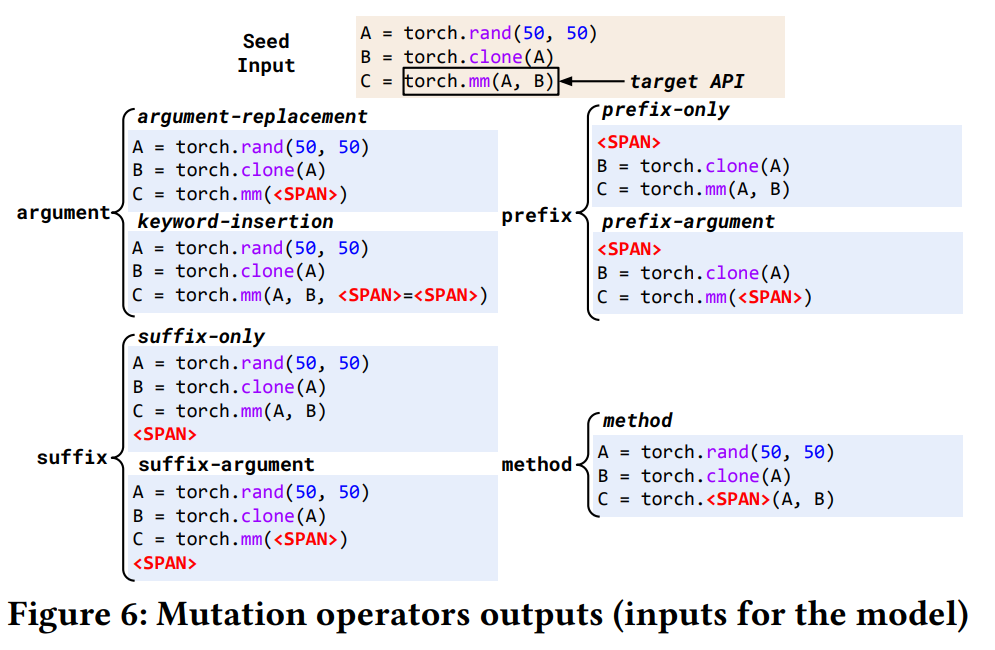 Seed
Input
A = torch.rand(50, 50)
B = torch.clone(A)
C = torch.mm(A, B)
target API
argument
argument-replacement
A = torch.rand(50, 50)
B = torch.clone(A)
C = torch.mm(<SPAN>)
keyword-insertion
A = torch.rand(50, 50)
B = torch.clone(A)
C = torch.mm(A, B, <SPAN>=<SPAN>)
prefix
prefix-only
<SPAN>
B = torch.clone(A)
C = torch.mm(A, B)
prefix-argument
<SPAN>
B = torch.clone(A)
C = torch.mm(<SPAN>)
suffix
suffix-only
A = torch.rand(50, 50)
B = torch.clone(A)
C = torch.mm(A, B)
<SPAN>
suffix-argument
A = torch.rand(50, 50)
B = torch.clone(A)
C = torch.mm(<SPAN>)
<SPAN>
method
method
A = torch.rand(50, 50)
B = torch.clone(A)
C = torch.<SPAN>(A, B)
Figure 6: Mutation operators outputs (inputs for the model)